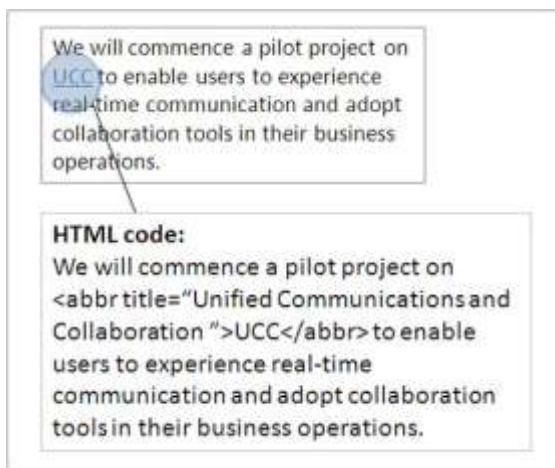 We will commence a pilot project on
UCC to enable users to experience
real-time communication and adopt
collaboration tools in their business
operations.
HTML code:
We will commence a pilot project on
<abbr title=“Unified Communications and
Collaboration ”>UCC</abbr> to enable
users to experience real-time
communication and adopt collaboration
tools in their business operations.